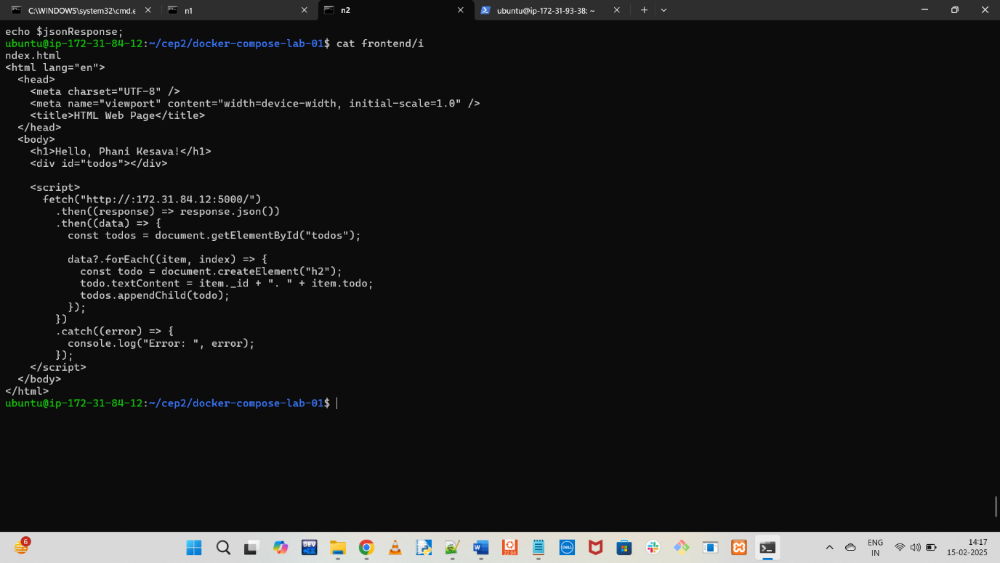 C:\WINDOWS\system32\cmd.e
n1
n2
ubuntu@ip-172-31-93-38: ~
echo $jsonResponse;
ubuntu@ip-172-31-84-12:~/cep2/docker-compose-lab-01$ cat frontend/i
ndex.html
<html lang="en">
  <head>
    <meta charset="UTF-8" />
    <meta name="viewport" content="width=device-width, initial-scale=1.0" />
    <title>HTML Web Page</title>
  </head>
  <body>
    <h1>Hello, Phani Kesava!</h1>
    <div id="todos"></div>

    <script>
      fetch("http://:172.31.84.12:5000/")
        .then((response) => response.json())
        .then((data) => {
          const todos = document.getElementById("todos");

          data?.forEach((item, index) => {
            const todo = document.createElement("h2");
            todo.textContent = item._id + ". " + item.todo;
            todos.appendChild(todo);
          });
        })
        .catch((error) => {
          console.log("Error: ", error);
        });
    </script>
  </body>
</html>
ubuntu@ip-172-31-84-12:~/cep2/docker-compose-lab-01$
6
DEV
W
22.04
DELL
ENG
IN
14:17
15-02-2025